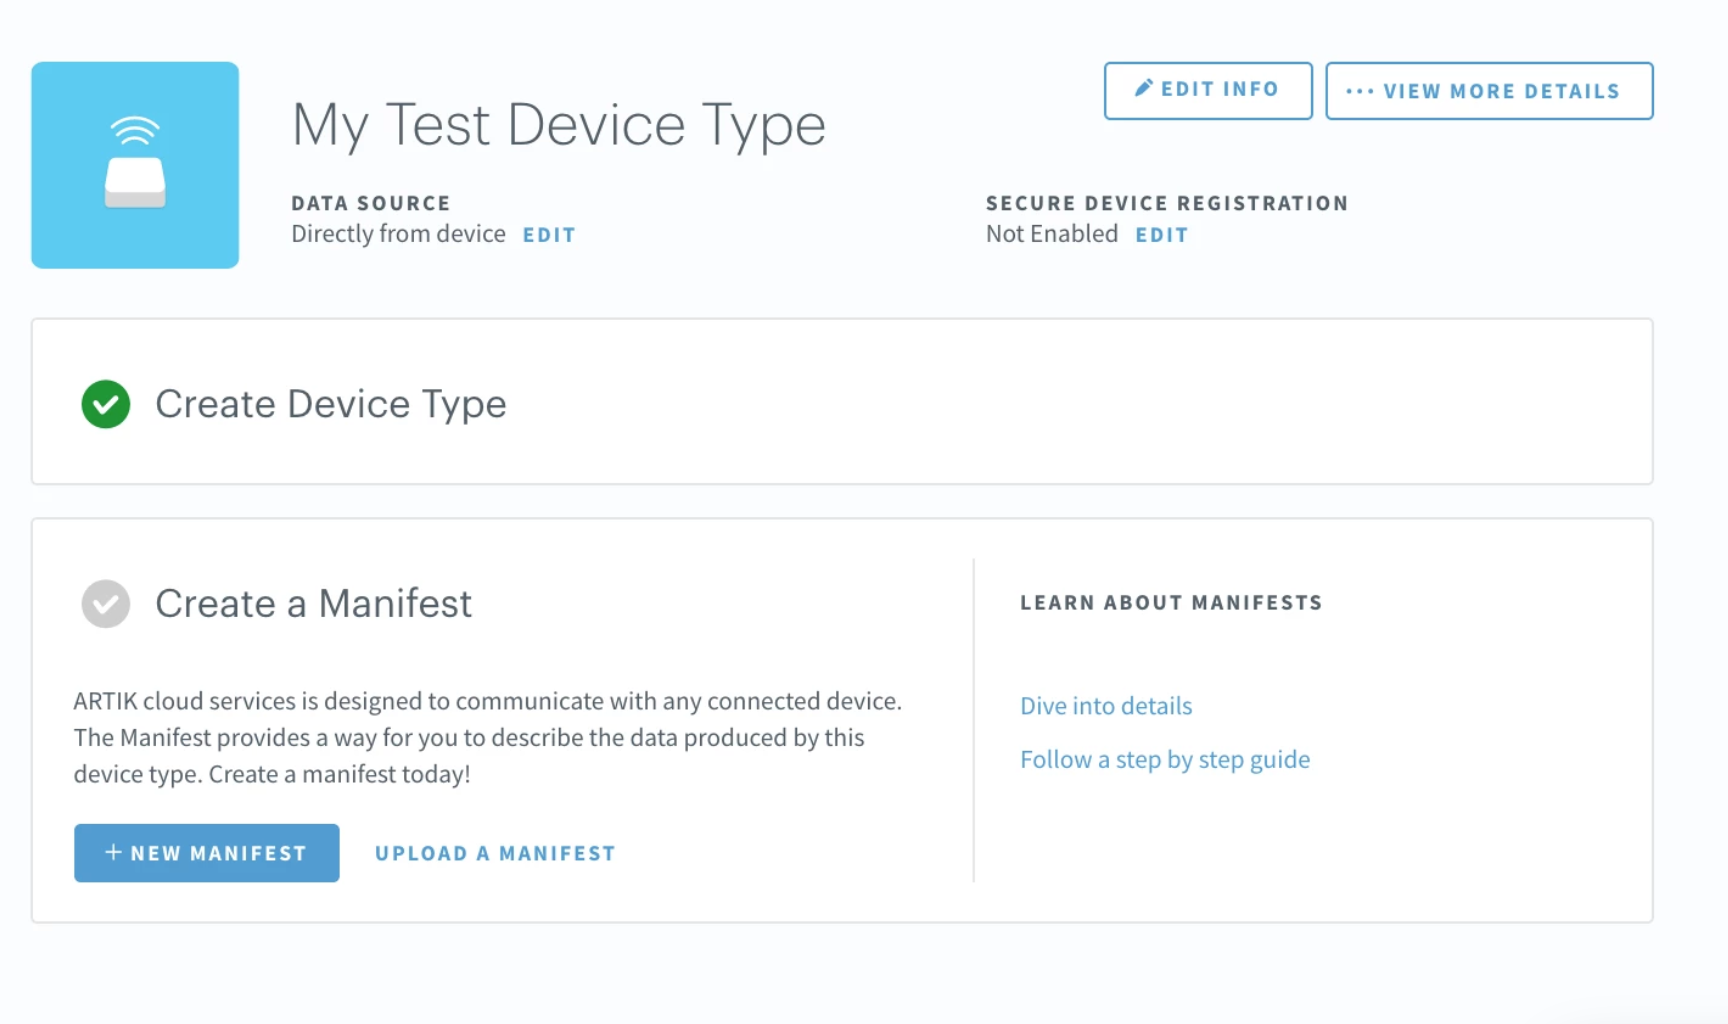 My Test Device Type
EDIT INFO
VIEW MORE DETAILS
DATA SOURCE
Directly from device EDIT
SECURE DEVICE REGISTRATION
Not Enabled EDIT
Create Device Type
Create a Manifest
ARTIK cloud services is designed to communicate with any connected device.
The Manifest provides a way for you to describe the data produced by this
device type. Create a manifest today!
+ NEW MANIFEST
UPLOAD A MANIFEST
LEARN ABOUT MANIFESTS
Dive into details
Follow a step by step guide